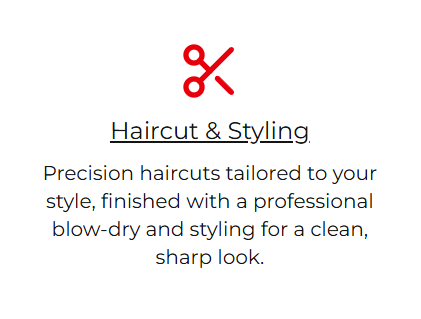 Haircut & Styling
Precision haircuts tailored to your
style, finished with a professional
blow-dry and styling for a clean,
sharp look.